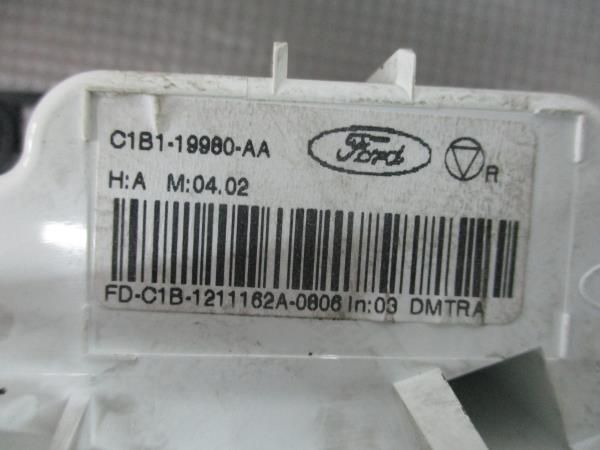 C1B1-19980-AA
Ford
R
H:A M:04.02
FD-C1B-1211162A-0806 In:03 DMTRA